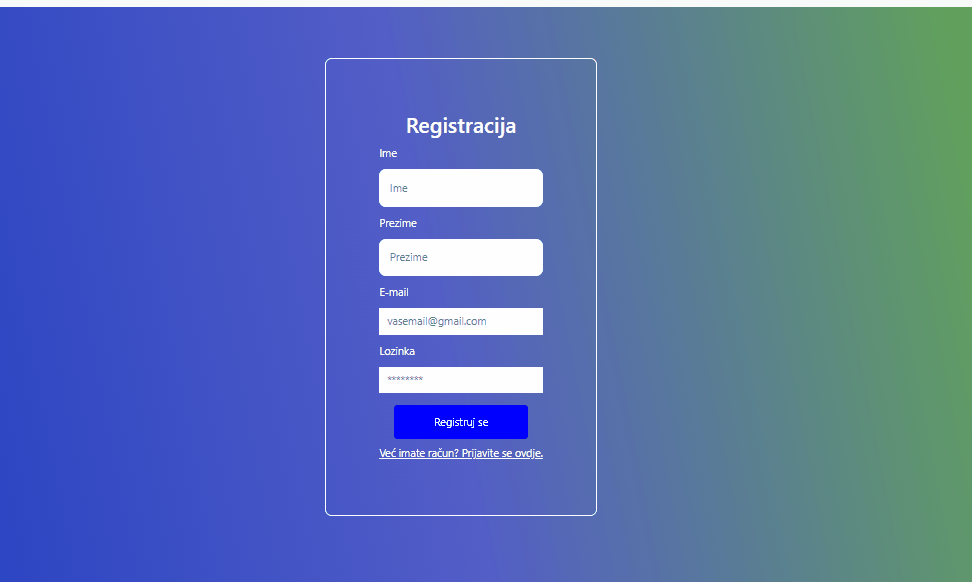 Registracija
Ime
Ime
Prezime
Prezime
E-mail
vasemail@gmail.com
Lozinka
********
Registruj se
Već imate račun? Prijavite se ovdje.